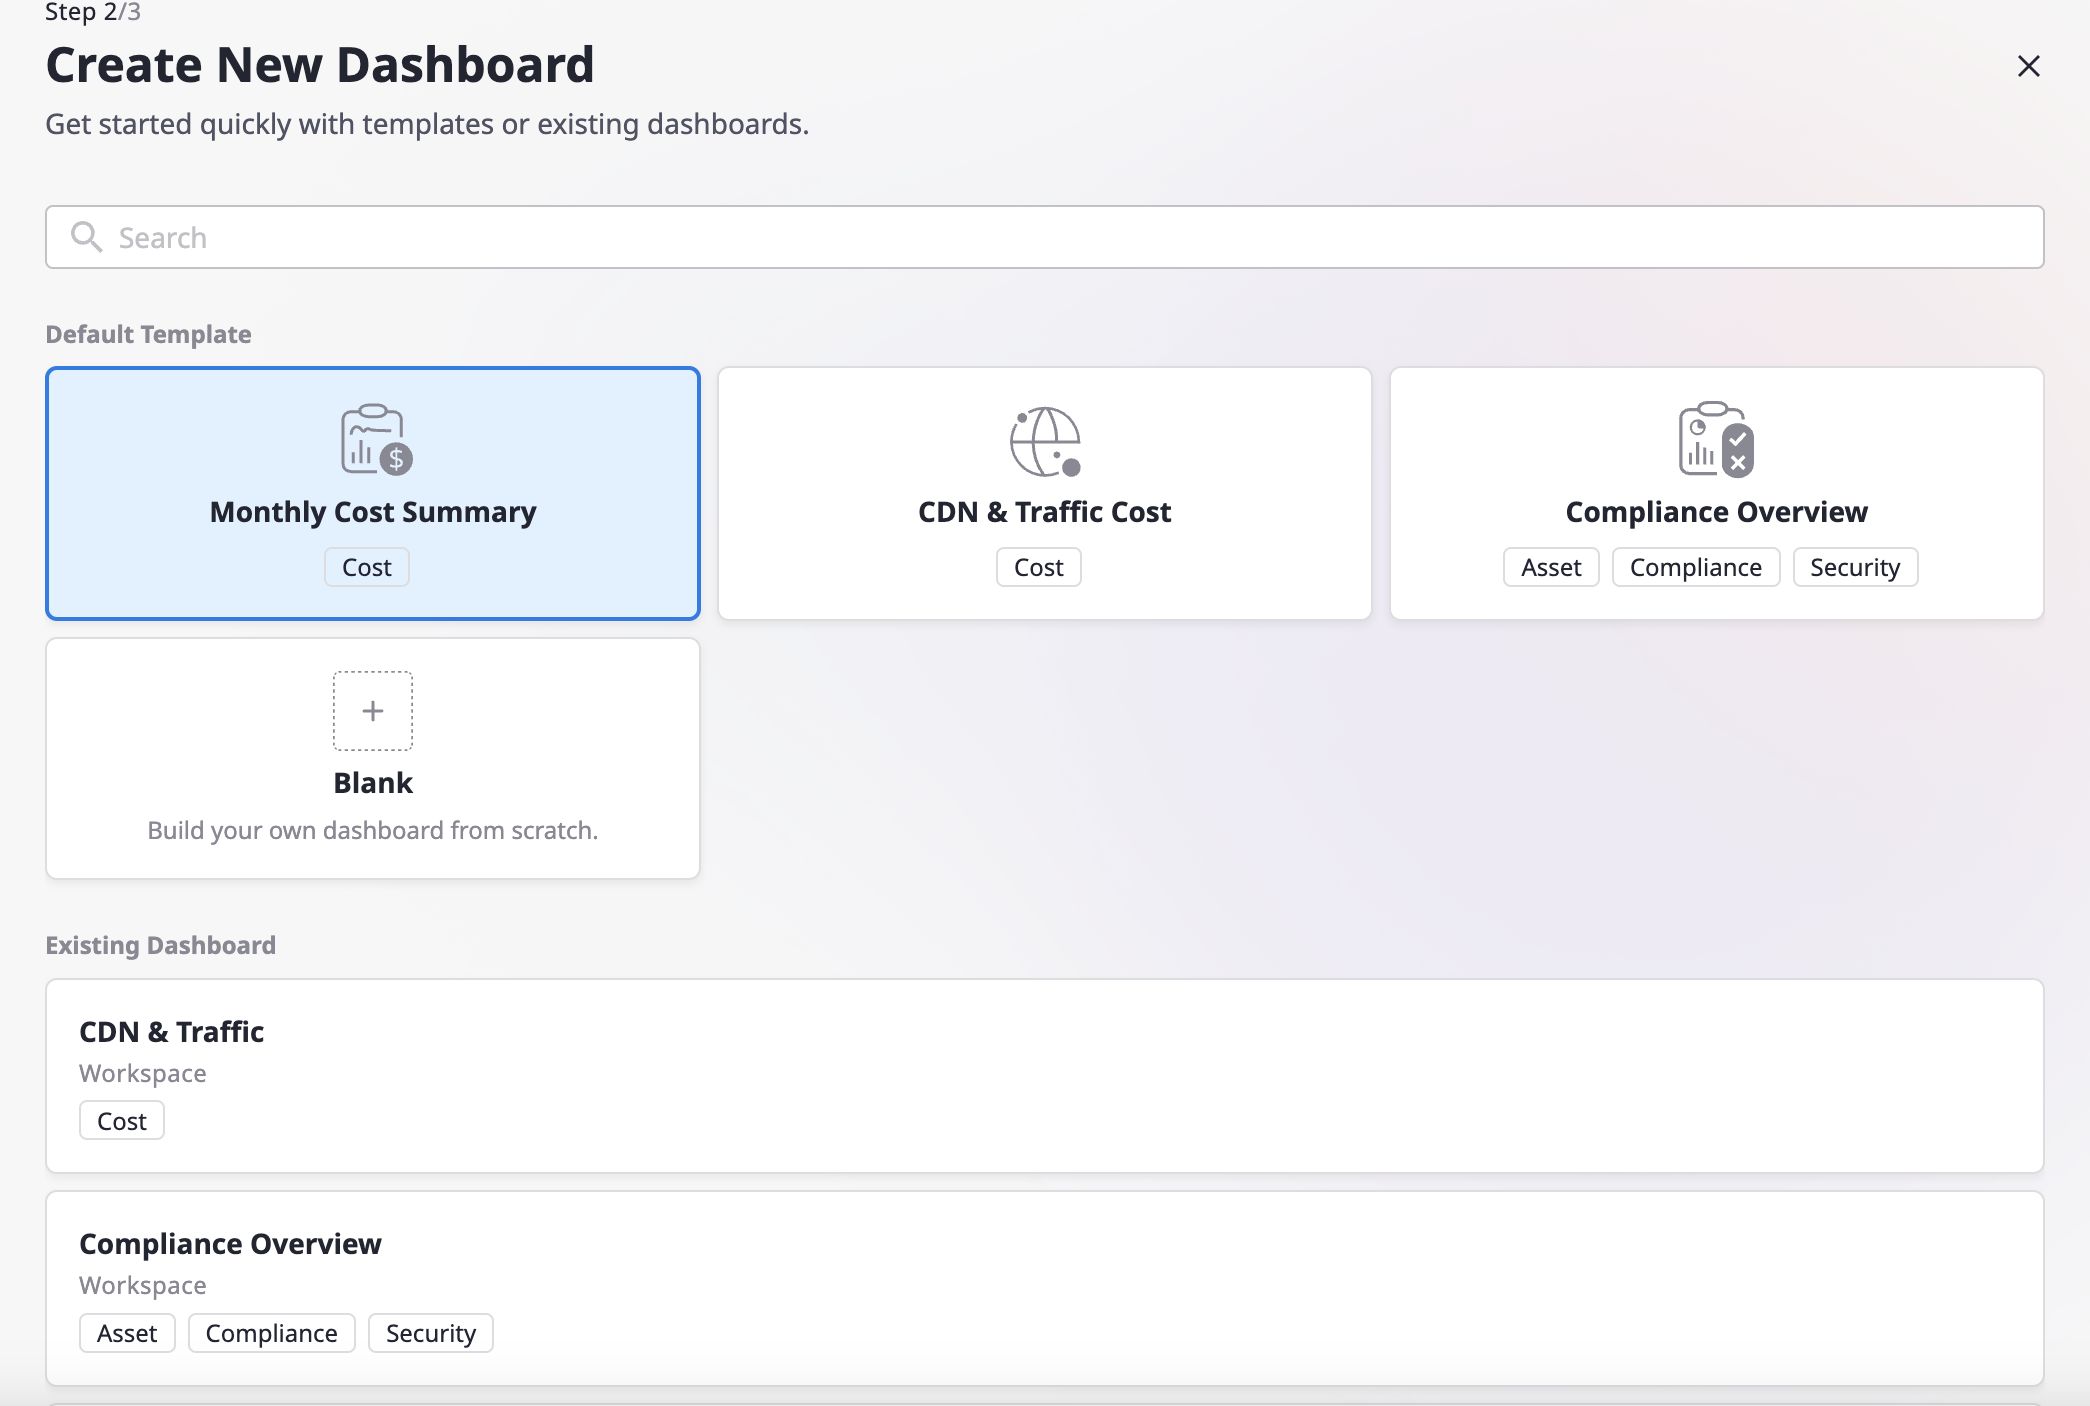 Step 2/3
Create New Dashboard
Get started quickly with templates or existing dashboards.
Search
Default Template
$
Monthly Cost Summary
Cost
CDN & Traffic Cost
Cost
Compliance Overview
Asset Compliance Security
Blank
Build your own dashboard from scratch.
Existing Dashboard
CDN & Traffic
Workspace
Cost
Compliance Overview
Workspace
Asset Compliance Security